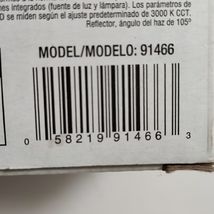 nes integrados (fuente de luz y lámpara). Los parámetros de
D se miden según el ajuste predeterminado de 3000 K CCT.
Reflector, ángulo del haz de 105°
MODEL/MODELO: 91466
0 58219 91466 3